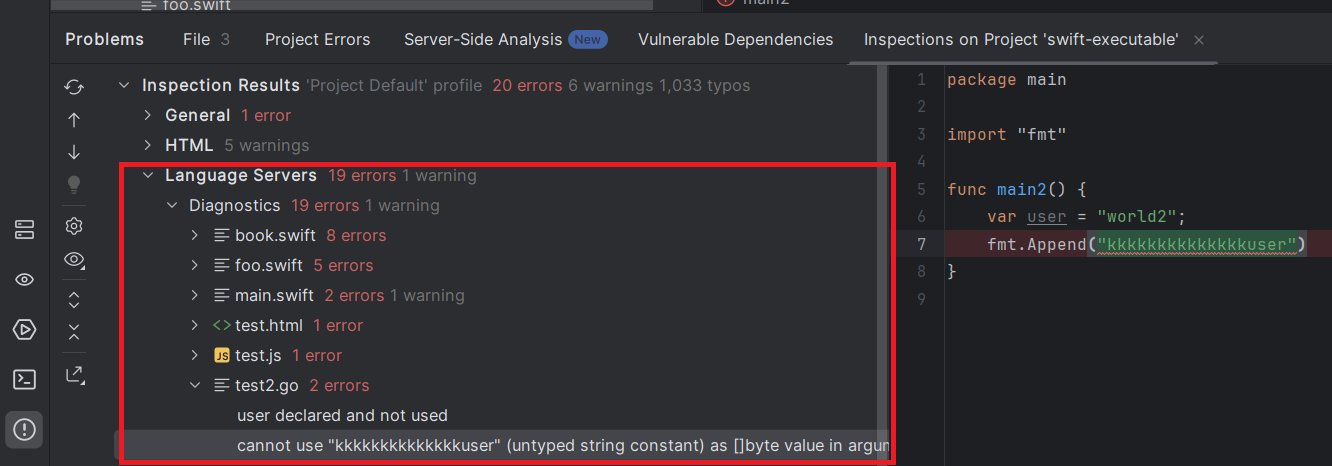 foo.swift
main2
Problems File 3 Project Errors Server-Side Analysis New Vulnerable Dependencies Inspections on Project 'swift-executable'
Inspection Results 'Project Default' profile 20 errors 6 warnings 1,033 typos
General 1 error
HTML 5 warnings
Language Servers 19 errors 1 warning
Diagnostics 19 errors 1 warning
book.swift 8 errors
foo.swift 5 errors
main.swift 2 errors 1 warning
<> test.html 1 error
JS test.js 1 error
test2.go 2 errors
user declared and not used
cannot use "kkkkkkkkkkkkkkuser" (untyped string constant) as []byte value in argun
1 package main
2
3 import "fmt"
4
5 func main2() {
6 var user = "world2";
7 fmt.Append("kkkkkkkkkkkkkkuser")
8 }
9